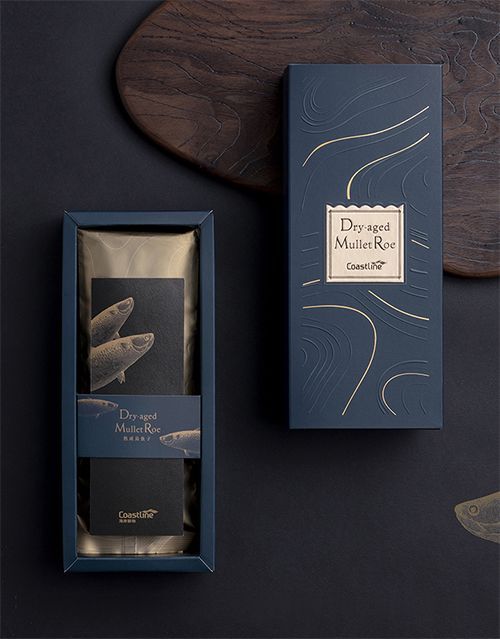 Dry-aged
Mullet Roe
Coastline
Dry-aged
Mullet Roe
熟成烏魚子
Coastline